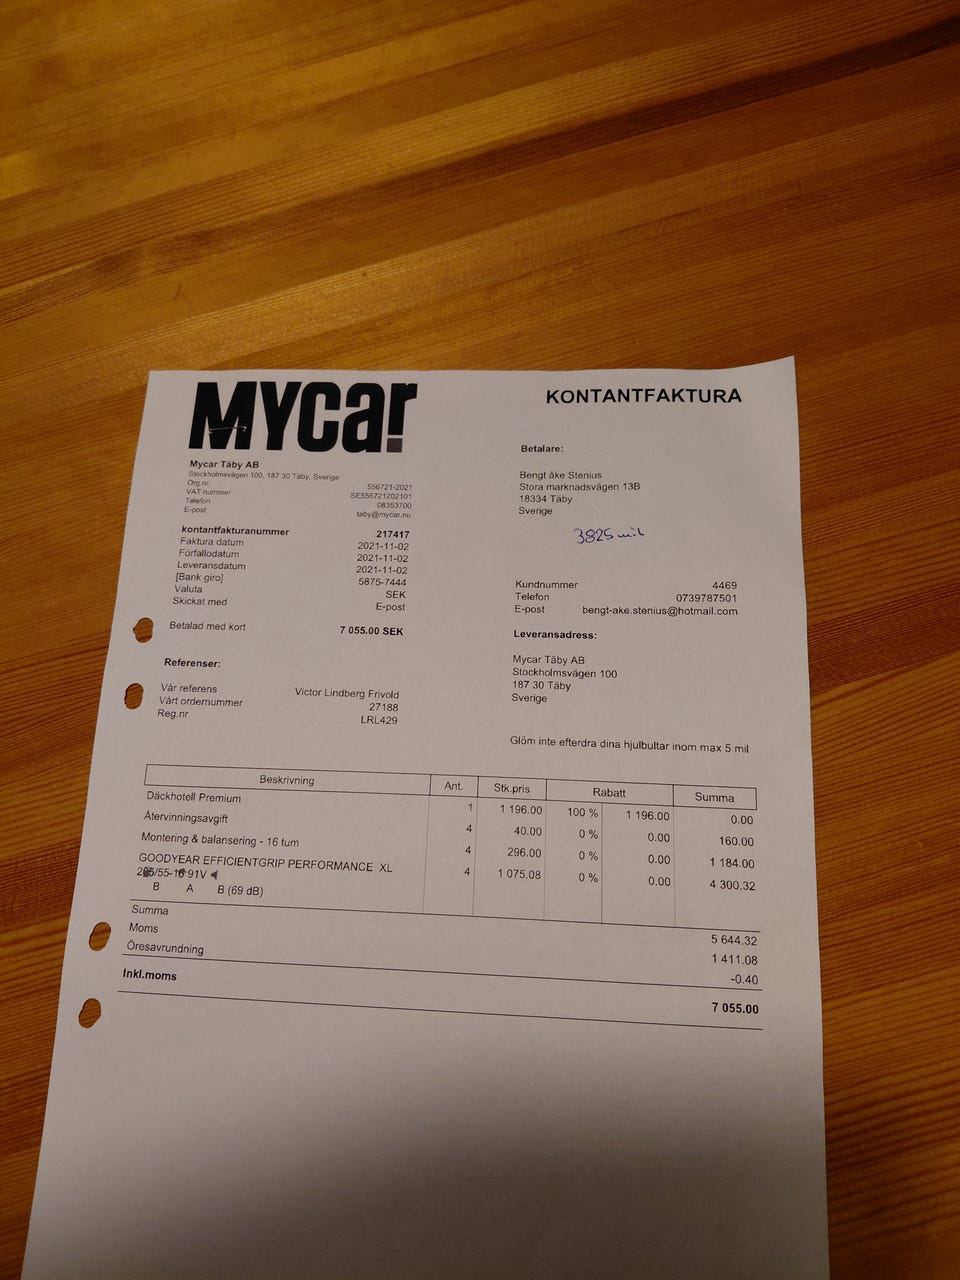 MYCar!
KONTANTFAKTURA
Mycar Täby AB
Stockholmsvägen 100, 187 30 Täby, Sverige
Org.nr. 556721-2021
VAT nummer SE556721202101
Telefon 08353700
E-post taby@mycar.nu
Betalare:
Bengt åke Stenius
Stora marknadsvägen 13B
18334 Täby
Sverige
3825 mil
kontantfakturanummer 217417
Faktura datum 2021-11-02
Förfallodatum 2021-11-02
Leveransdatum 2021-11-02
[Bank giro] 5875-7444
Valuta SEK
Skickat med E-post
Betalad med kort 7 055.00 SEK
Kundnummer 4469
Telefon 0739787501
E-post bengt-ake.stenius@hotmail.com
Leveransadress:
Mycar Täby AB
Stockholmsvägen 100
187 30 Täby
Sverige
Referenser:
Vår referens Victor Lindberg Frivold
Vårt ordernummer 27188
Reg.nr LRL429
Glöm inte efterdra dina hjulbultar inom max 5 mil
Beskrivning Ant. Stk.pris Rabatt Summa
Däckhotell Premium 1 1 196.00 100 % 1 196.00 0.00
Återvinningsavgift 4 40.00 0 % 0.00 160.00
Montering & balansering - 16 tum 4 296.00 0 % 0.00 1 184.00
GOODYEAR EFFICIENTGRIP PERFORMANCE XL 4 1 075.08 0 % 0.00 4 300.32
91V
B A B (69 dB)
Summa 5 644.32
Moms 1 411.08
Öresavrundning -0.40
Inkl.moms 7 055.00